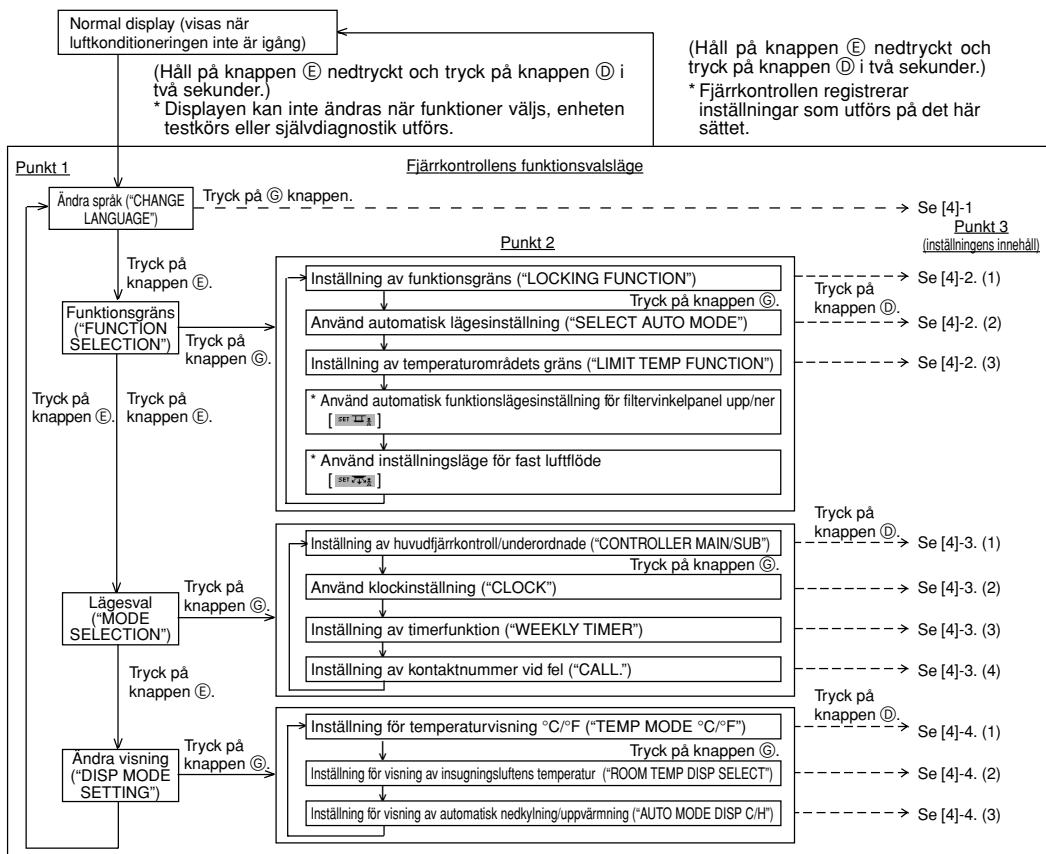 Normal display (visas när
luftkonditioneringen inte är igång)
(Håll på knappen Ⓔ nedtryckt och tryck på knappen Ⓓ i
två sekunder.)
* Displayen kan inte ändras när funktioner väljs, enheten
testkörs eller självdiagnostik utförs.
(Håll på knappen Ⓔ nedtryckt och
tryck på knappen Ⓓ i två sekunder.)
* Fjärrkontrollen registrerar
inställningar som utförs på det här
sättet.
Punkt 1
Fjärrkontrollens funktionsvalsläge
Ändra språk (“CHANGE
LANGUAGE”)
Tryck på Ⓖ knappen.
Se [4]-1
Punkt 3
(inställningens innehåll)
Punkt 2
Tryck på
knappen Ⓔ.
Inställning av funktionsgräns (“LOCKING FUNCTION”)
Se [4]-2. (1)
Tryck på knappen Ⓖ.
Tryck på
knappen Ⓓ.
Funktionsgräns
(“FUNCTION
SELECTION”)
Tryck på
knappen Ⓖ.
Använd automatisk lägesinställning (“SELECT AUTO MODE”)
Se [4]-2. (2)
Inställning av temperaturområdets gräns (“LIMIT TEMP FUNCTION”)
Se [4]-2. (3)
Tryck på
knappen Ⓔ.
Tryck på
knappen Ⓔ.
* Använd automatisk funktionslägesinställning för filtervinkelpanel upp/ner
[ SET ]
* Använd inställningsläge för fast luftflöde
[ SET ]
Tryck på
knappen Ⓓ.
Inställning av huvudfjärrkontroll/underordnade (“CONTROLLER MAIN/SUB”)
Se [4]-3. (1)
Tryck på knappen Ⓖ.
Lägesval
(“MODE
SELECTION”)
Tryck på
knappen Ⓖ.
Använd klockinställning (“CLOCK”)
Se [4]-3. (2)
Inställning av timerfunktion (“WEEKLY TIMER”)
Se [4]-3. (3)
Inställning av kontaktnummer vid fel (“CALL.”)
Se [4]-3. (4)
Tryck på
knappen Ⓔ.
Tryck på
knappen Ⓓ.
Inställning för temperaturvisning °C/°F (“TEMP MODE °C/°F”)
Se [4]-4. (1)
Tryck på knappen Ⓖ.
Ändra visning
(“DISP MODE
SETTING”)
Tryck på
knappen Ⓖ.
Inställning för visning av insugningsluftens temperatur (“ROOM TEMP DISP SELECT”)
Se [4]-4. (2)
Inställning för visning av automatisk nedkylning/uppvärmning (“AUTO MODE DISP C/H”)
Se [4]-4. (3)